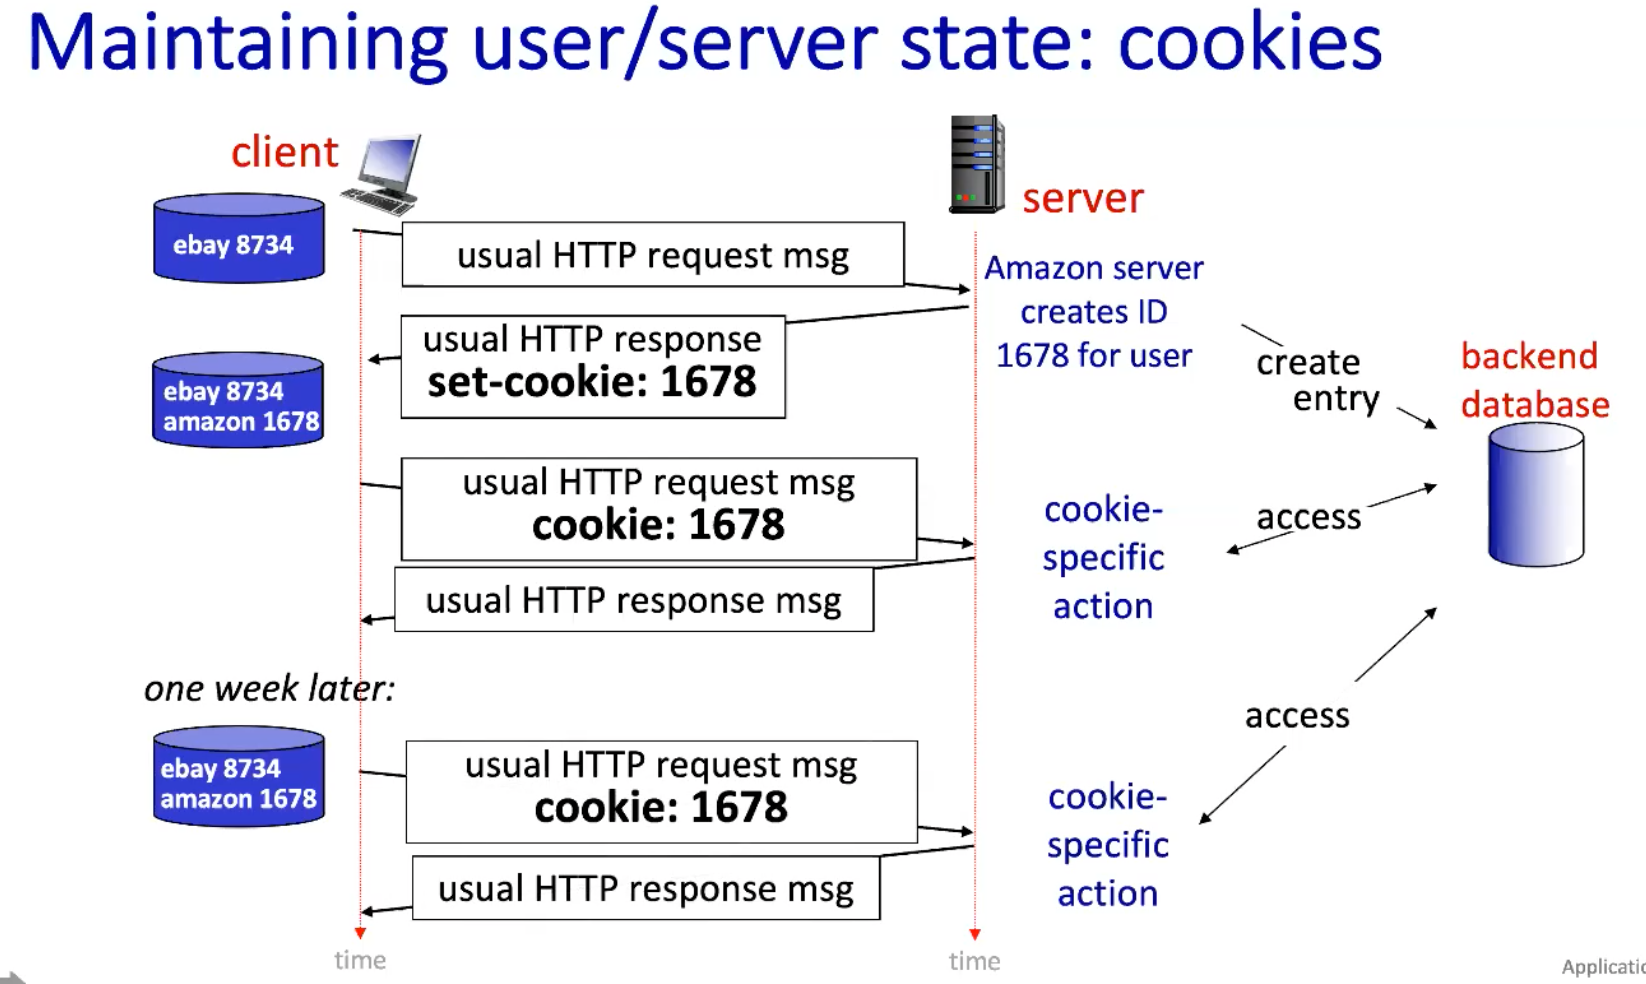 Maintaining user/server state: cookies
client
server
ebay 8734
usual HTTP request msg
Amazon server
creates ID
1678 for user
usual HTTP response
set-cookie: 1678
create
entry
backend
database
ebay 8734
amazon 1678
usual HTTP request msg
cookie: 1678
cookie-
specific
action
access
usual HTTP response msg
one week later:
access
ebay 8734
amazon 1678
usual HTTP request msg
cookie: 1678
cookie-
specific
action
usual HTTP response msg
time
time